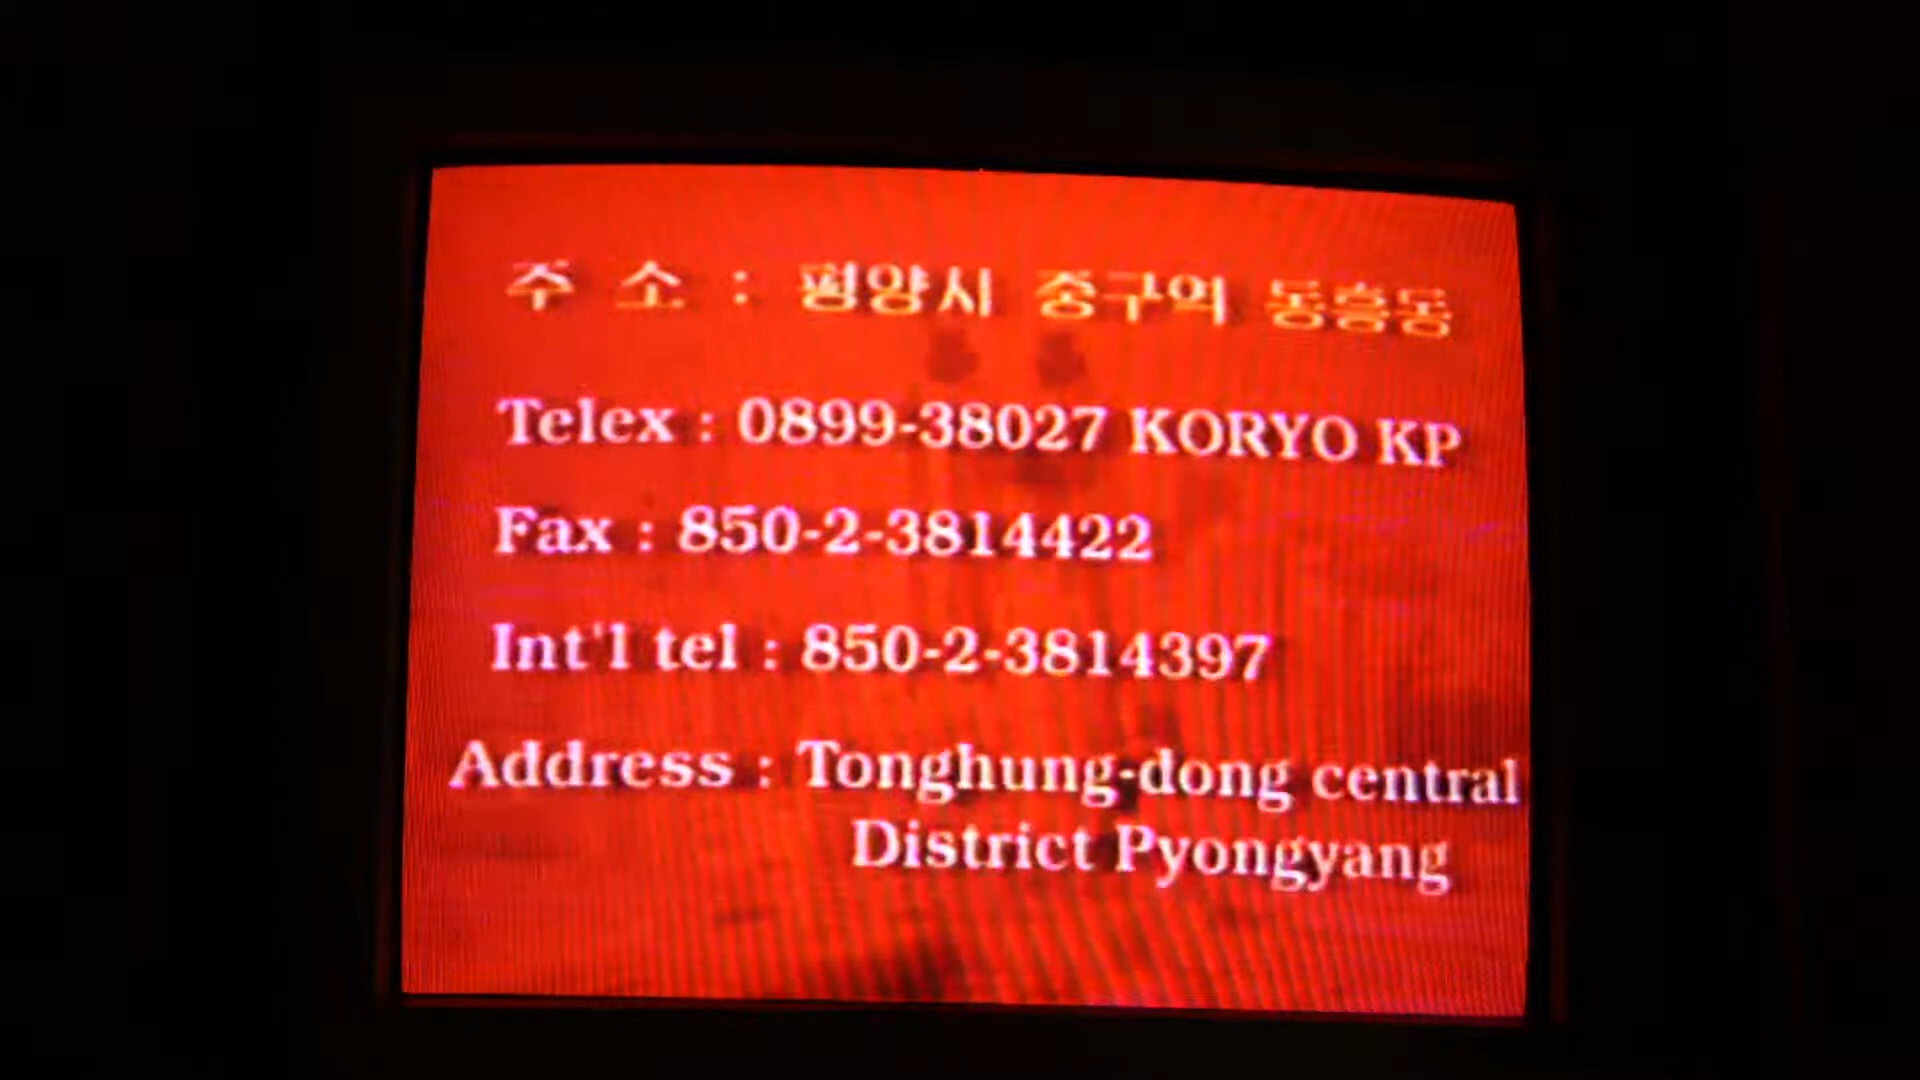 주 소 : 평양시 중구역 동흥동
Telex : 0899-38027 KORYO KP
Fax : 850-2-3814422
Int'l tel : 850-2-3814397
Address : Tonghung-dong central
District Pyongyang